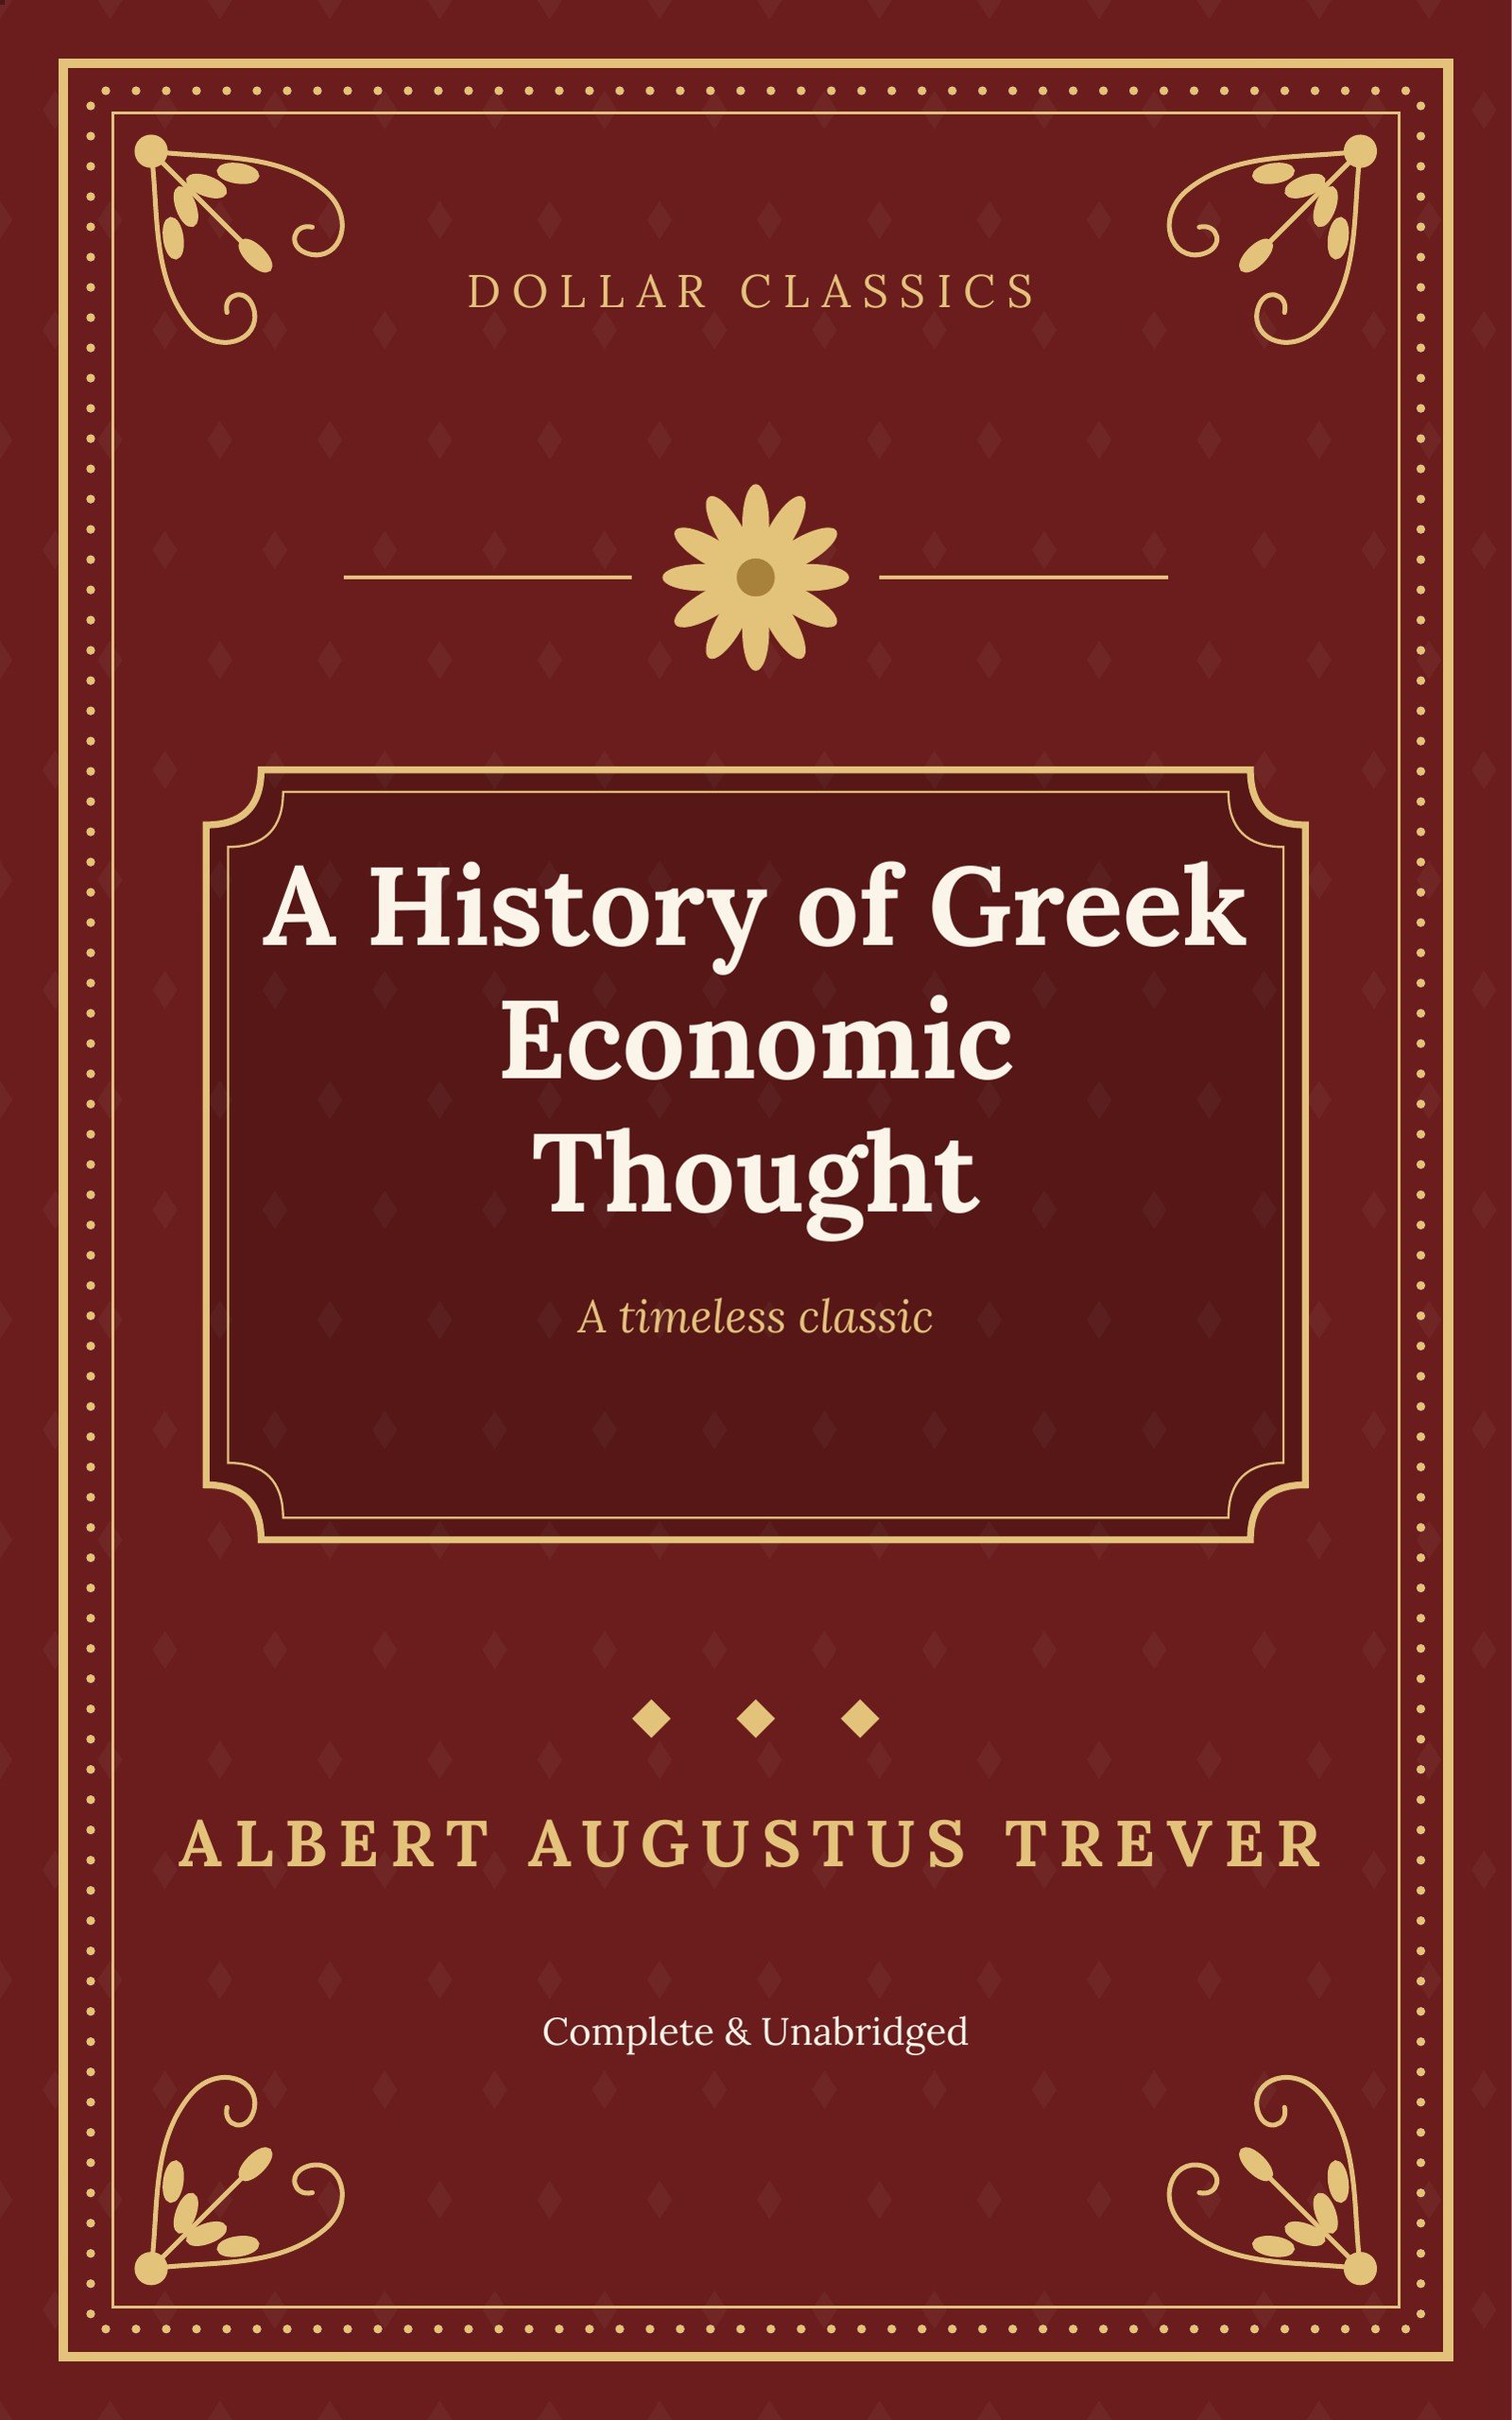 DOLLAR CLASSICS
A History of Greek
Economic
Thought
A timeless classic
ALBERT AUGUSTUS TREVER
Complete & Unabridged